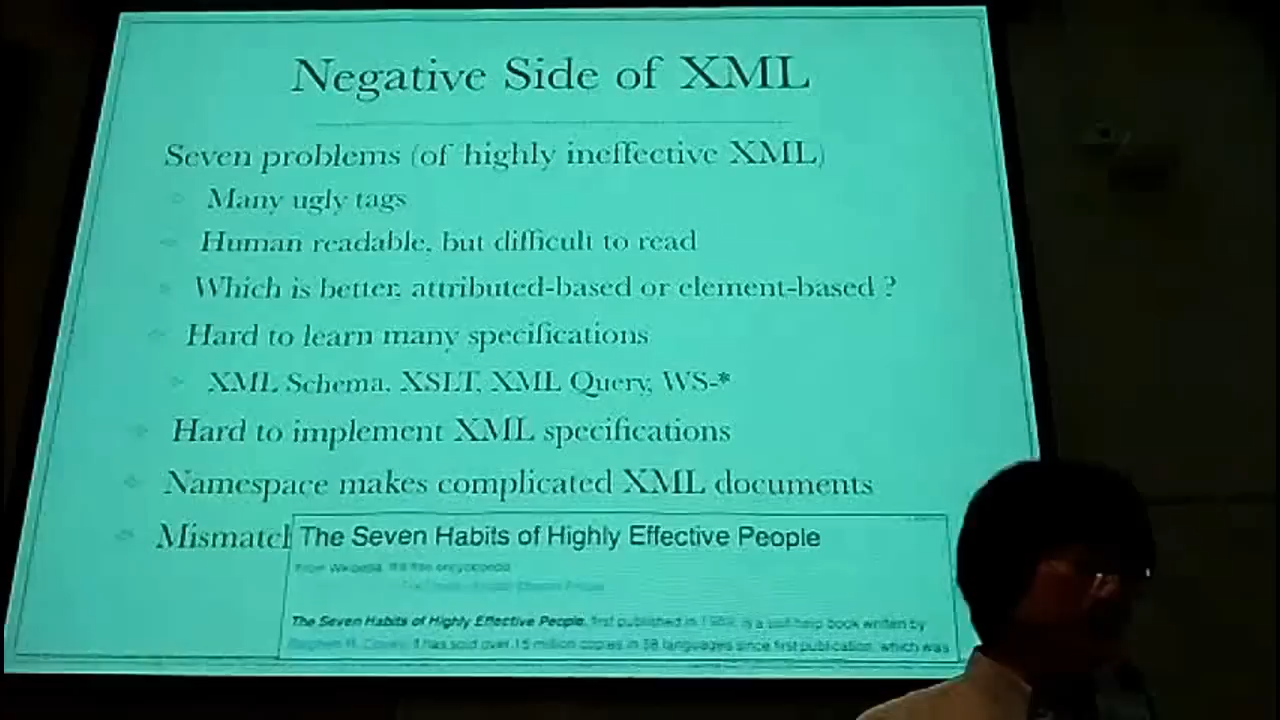 Negative Side of XML
Seven problems (of highly ineffective XML)
Many ugly tags
Human readable, but difficult to read
Which is better, attributed-based or element-based ?
Hard to learn many specifications
XML Schema, XSLT, XML Query, WS-*
Hard to implement XML specifications
Namespace makes complicated XML documents
Mismatch
The Seven Habits of Highly Effective People
From Wikipedia, the free encyclopedia
The Seven Habits of Highly Effective People, first published in 1989, is a self-help book written by
Stephen R. Covey. It has sold over 15 million copies in 38 languages since first publication, which was